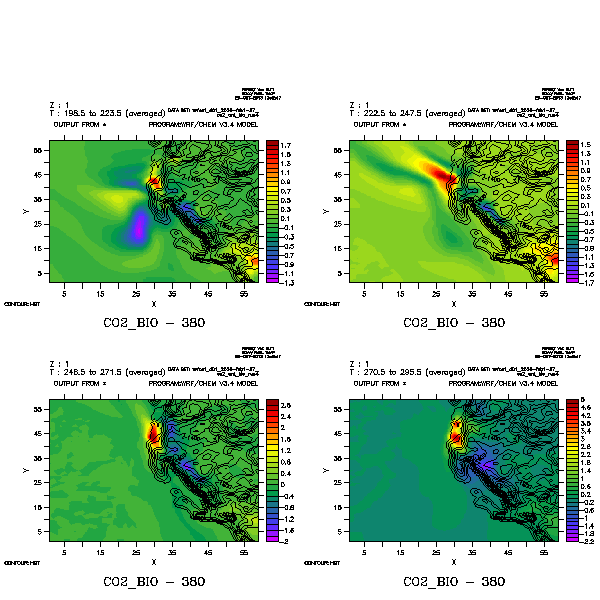 Z : 1
T : 198.5 to 223.5 (averaged)
OUTPUT FROM *
PROGRAM:WRF/CHEM V3.4 MODEL
1.7
1.5
1.3
1.1
0.9
0.7
0.5
0.3
0.1
-0.1
-0.3
-0.5
-0.7
-0.9
-1.1
-1.3
55
45
35
25
15
5
Y
5 15 25 35 45 55
X
CONTOUR: HGT
CO2_BIO - 380
Z : 1
T : 222.5 to 247.5 (averaged)
OUTPUT FROM *
PROGRAM:WRF/CHEM V3.4 MODEL
1.5
1.3
1.1
0.9
0.7
0.5
0.3
0.1
-0.1
-0.3
-0.5
-0.7
-0.9
-1.1
-1.3
-1.5
-1.7
55
45
35
25
15
5
Y
5 15 25 35 45 55
X
CONTOUR: HGT
CO2_BIO - 380
Z : 1
T : 246.5 to 271.5 (averaged)
OUTPUT FROM *
PROGRAM:WRF/CHEM V3.4 MODEL
2.8
2.4
2
1.6
1.2
0.8
0.4
0
-0.4
-0.8
-1.2
-1.6
-2
55
45
35
25
15
5
Y
5 15 25 35 45 55
X
CONTOUR: HGT
CO2_BIO - 380
Z : 1
T : 270.5 to 295.5 (averaged)
OUTPUT FROM *
PROGRAM:WRF/CHEM V3.4 MODEL
5
4.6
4.2
3.8
3.4
3
2.6
2.2
1.8
1.4
1
0.6
0.2
-0.2
-0.6
-1
-1.4
-1.8
-2.2
55
45
35
25
15
5
Y
5 15 25 35 45 55
X
CONTOUR: HGT
CO2_BIO - 380